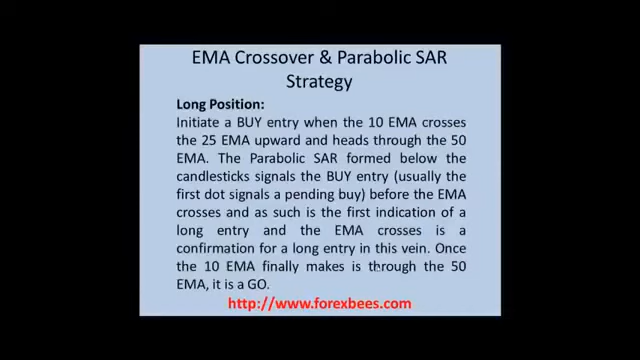 EMA Crossover & Parabolic SAR
Strategy
Long Position:
Initiate a BUY entry when the 10 EMA crosses
the 25 EMA upward and heads through the 50
EMA. The Parabolic SAR formed below the
candlesticks signals the BUY entry (usually the
first dot signals a pending buy) before the EMA
crosses and as such is the first indication of a
long entry and the EMA crosses is a
confirmation for a long entry in this vein. Once
the 10 EMA finally makes is through the 50
EMA, it is a GO.
http://www.forexbees.com